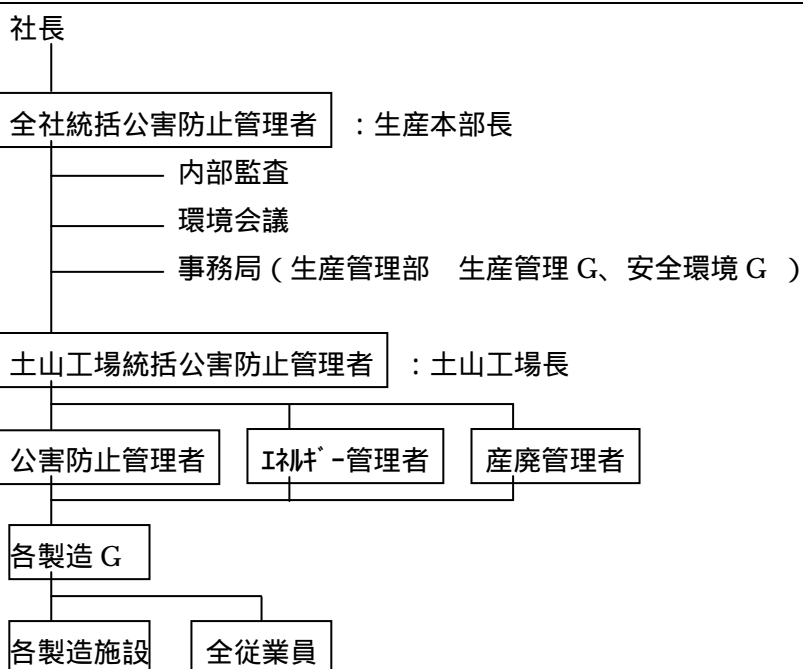 社長
全社統括公害防止管理者 ：生産本部長
内部監査
環境会議
事務局（生産管理部　生産管理 G、安全環境 G ）
土山工場統括公害防止管理者 ：土山工場長
公害防止管理者 ｴﾈﾙｷﾞｰ管理者 産廃管理者
各製造 G
各製造施設 全従業員